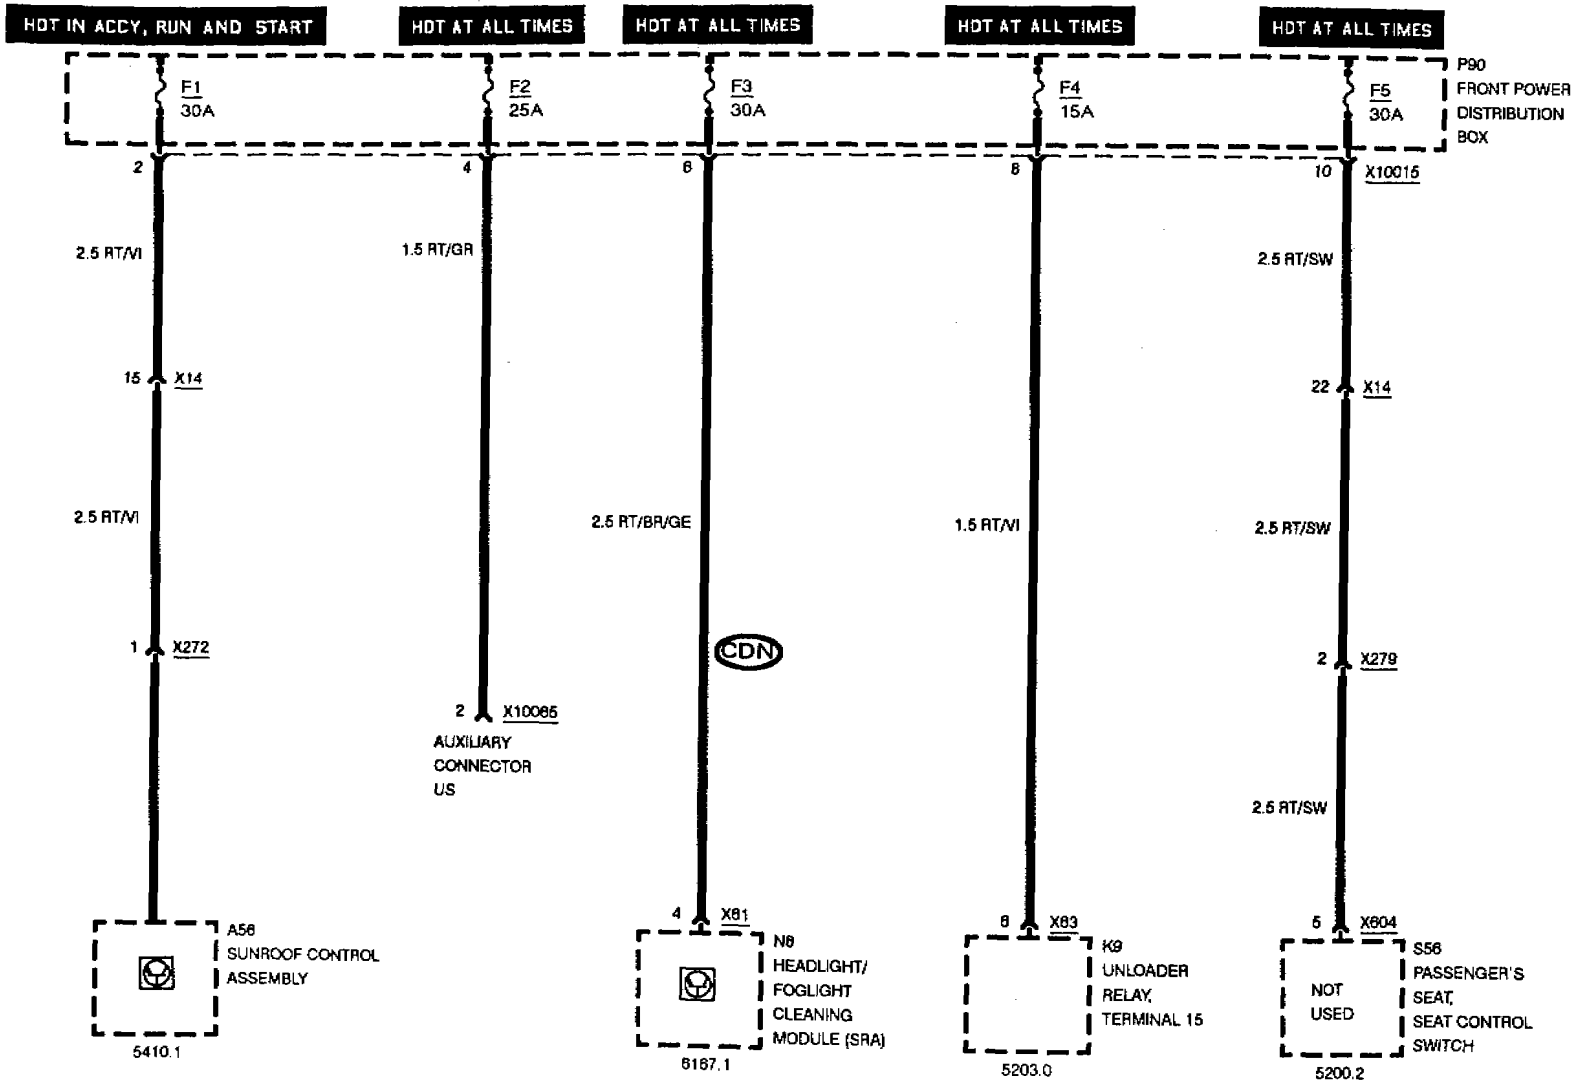 HOT IN ACCY, RUN AND START
HOT AT ALL TIMES
HOT AT ALL TIMES
HOT AT ALL TIMES
HOT AT ALL TIMES
F1
30A
F2
25A
F3
30A
F4
15A
F5
30A
P90
FRONT POWER
DISTRIBUTION
BOX
2
4
6
8
10
X10015
2.5 RT/VI
1.5 RT/GR
2.5 RT/SW
15
X14
22
X14
2.5 RT/VI
2.5 RT/BR/GE
1.5 RT/VI
2.5 RT/SW
1
X272
CDN
2
X279
2
X10065
AUXILIARY
CONNECTOR
US
2.5 RT/SW
4
X61
6
X63
5
X604
A56
SUNROOF CONTROL
ASSEMBLY
5410.1
N6
HEADLIGHT/
FOGLIGHT
CLEANING
MODULE (SRA)
6167.1
K9
UNLOADER
RELAY,
TERMINAL 15
5203.0
NOT
USED
S56
PASSENGER'S
SEAT,
SEAT CONTROL
SWITCH
5200.2